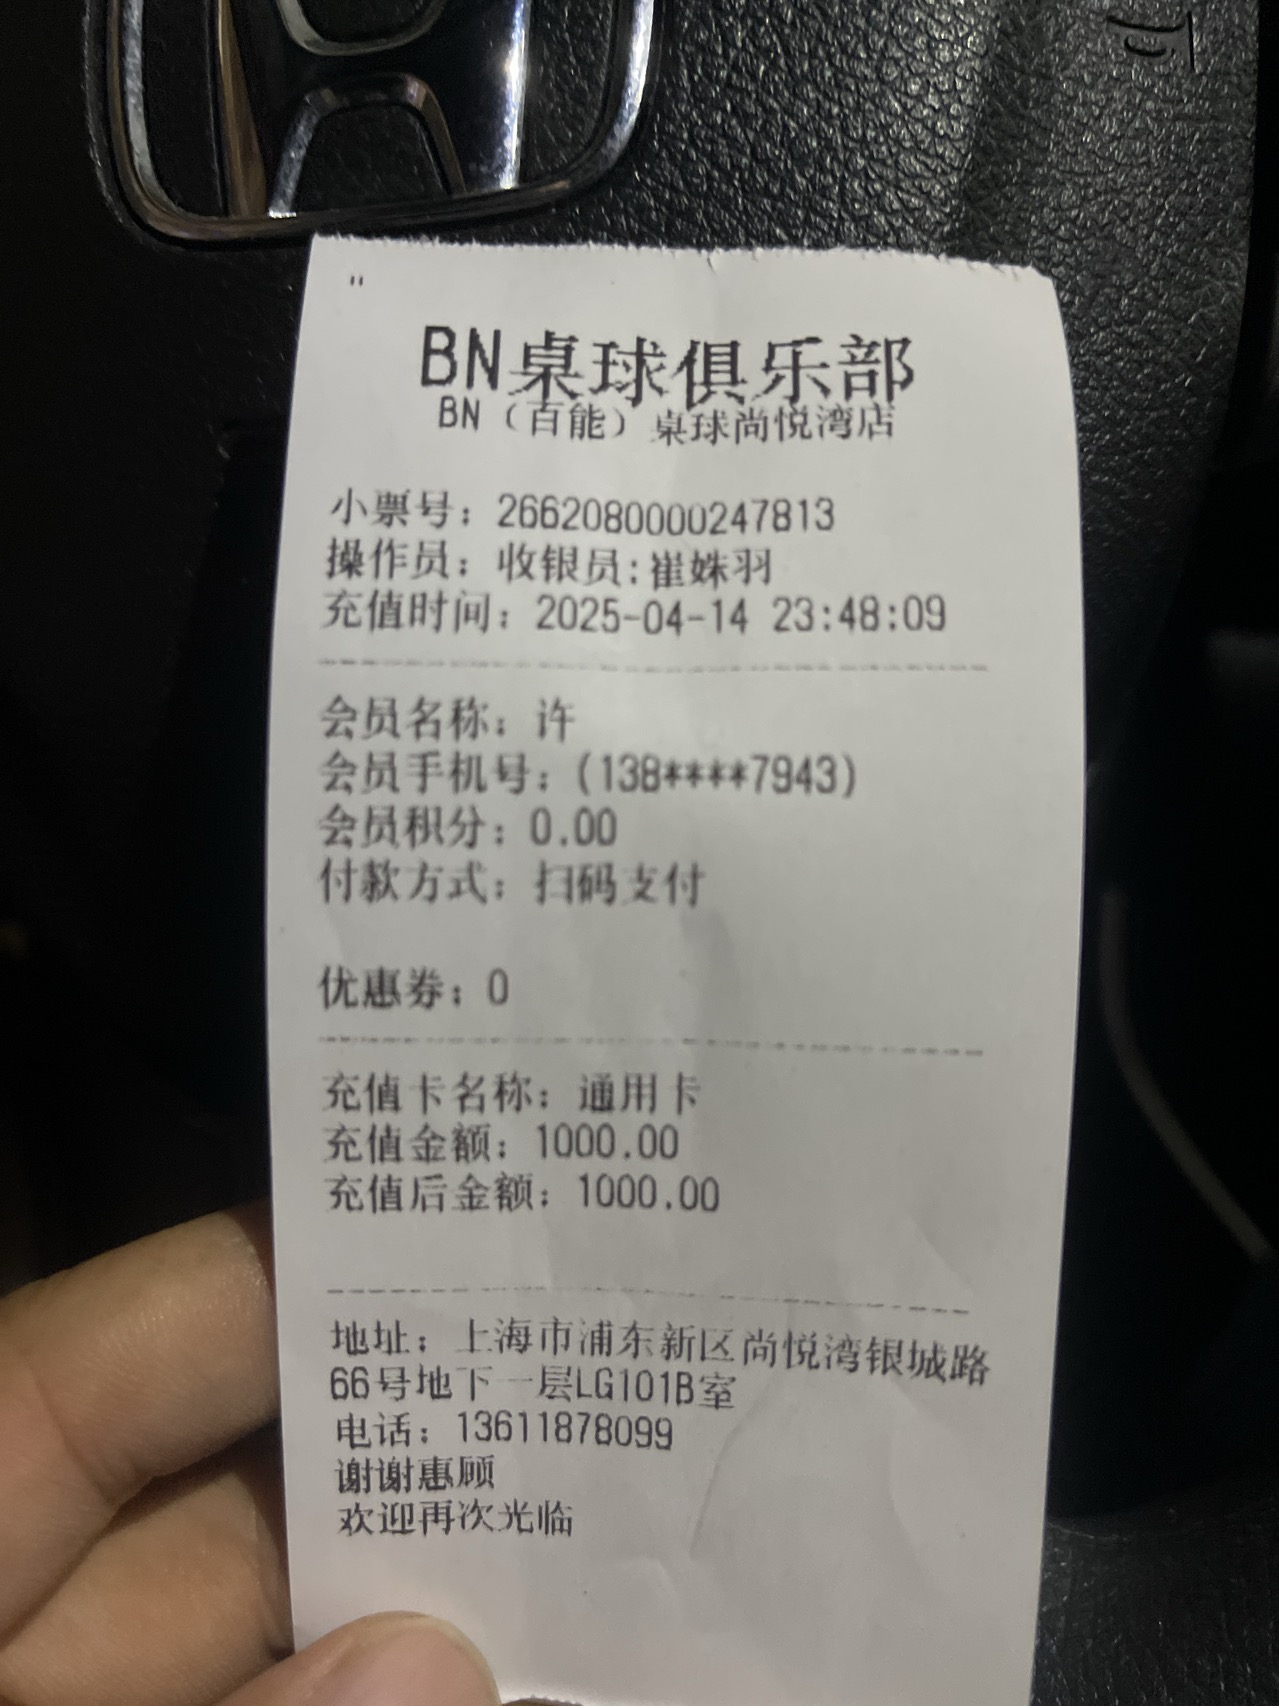 "
BN桌球俱乐部
BN（百能）桌球尚悦湾店
小票号：2662080000247813
操作员：收银员:崔姝羽
充值时间：2025-04-14 23:48:09
会员名称：许
会员手机号：(138****7943)
会员积分：0.00
付款方式：扫码支付
优惠券：0
充值卡名称：通用卡
充值金额：1000.00
充值后金额：1000.00
地址：上海市浦东新区尚悦湾银城路
66号地下一层LG101B室
电话：13611878099
谢谢惠顾
欢迎再次光临